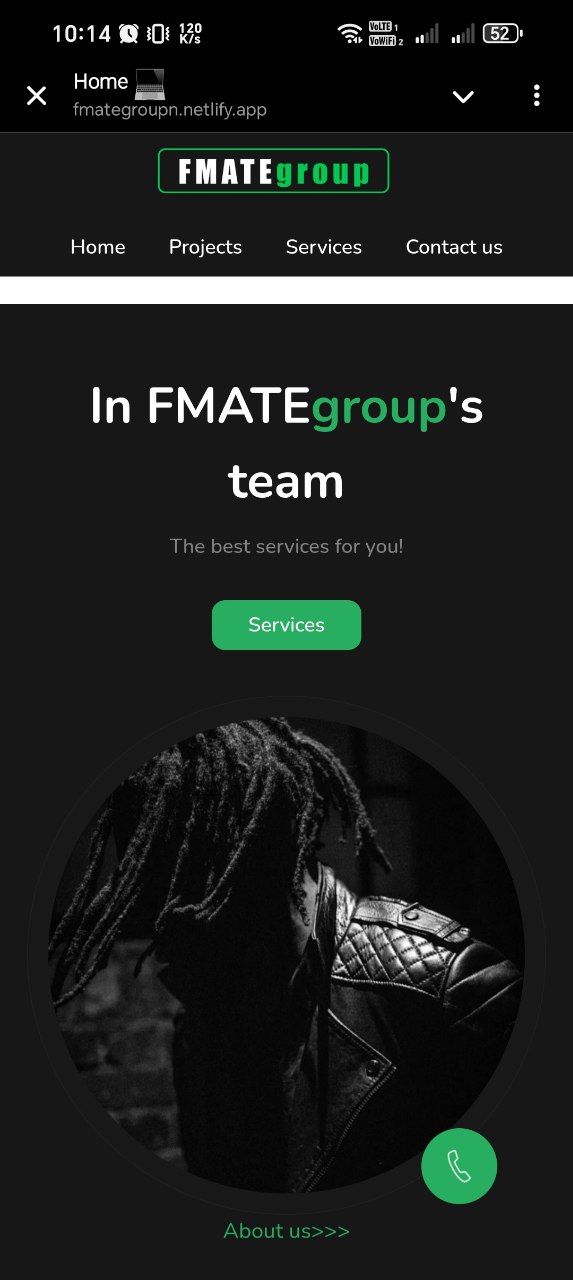 10:14 120 K/s VoLTE 1 VoWiFi 2 52
Home
fmategroupn.netlify.app
FMATEgroup
Home Projects Services Contact us
In FMATEgroup's
team
The best services for you!
Services
About us>>>